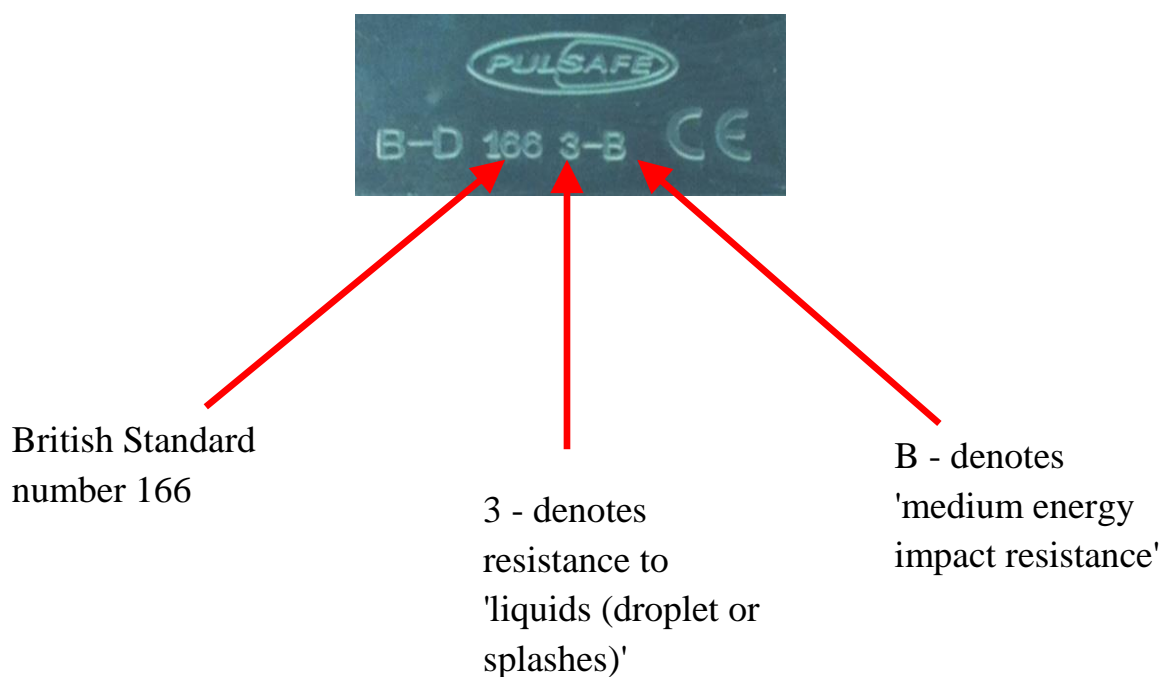 PULSAFE
B-D 166 3-B CE
British Standard
number 166
3 - denotes
resistance to
'liquids (droplet or
splashes)'
B - denotes
'medium energy
impact resistance'